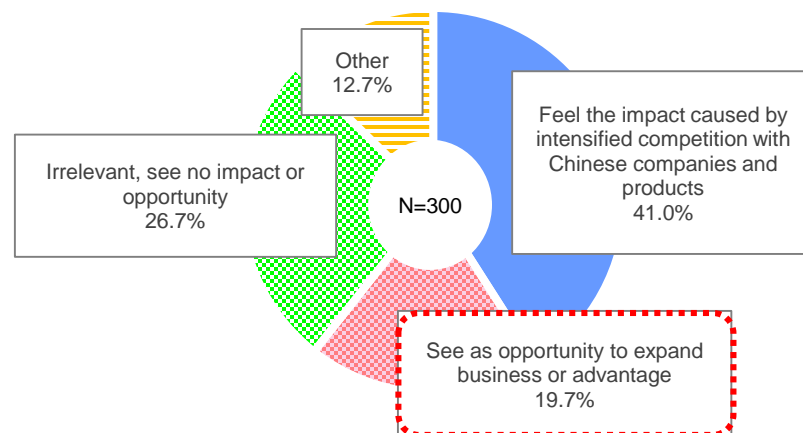 Other
12.7%
Feel the impact caused by
intensified competition with
Chinese companies and
products
41.0%
Irrelevant, see no impact or
opportunity
26.7%
N=300
See as opportunity to expand
business or advantage
19.7%